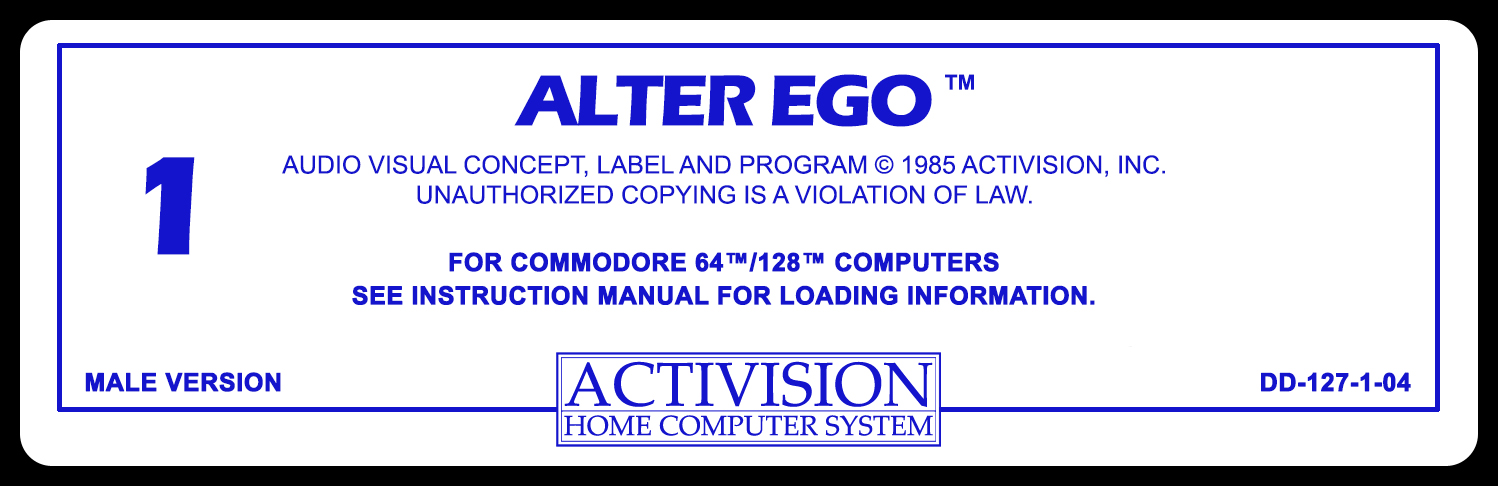 ALTER EGO™
1
AUDIO VISUAL CONCEPT, LABEL AND PROGRAM © 1985 ACTIVISION, INC.
UNAUTHORIZED COPYING IS A VIOLATION OF LAW.
FOR COMMODORE 64™/128™ COMPUTERS
SEE INSTRUCTION MANUAL FOR LOADING INFORMATION.
MALE VERSION
ACTIVISION
HOME COMPUTER SYSTEM
DD-127-1-04